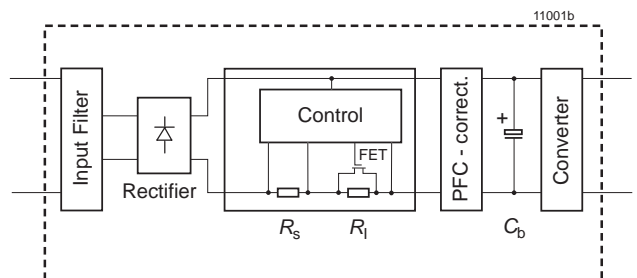 11001b
Input Filter
Rectifier
Control
FET
Rs
Rl
PFC - correct.
+
Cb
Converter